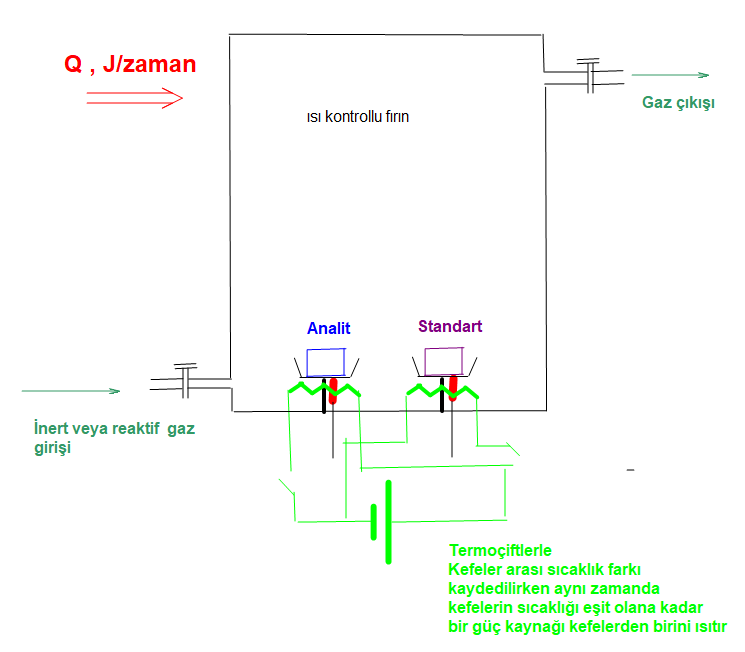 Q , J/zaman
Gaz çıkışı
ısı kontrollu fırın
Analit
Standart
İnert veya reaktif gaz
girişi
Termoçiftlerle
Kefeler arası sıcaklık farkı
kaydedilirken aynı zamanda
kefelerin sıcaklığı eşit olana kadar
bir güç kaynağı kefelerden birini ısıtır